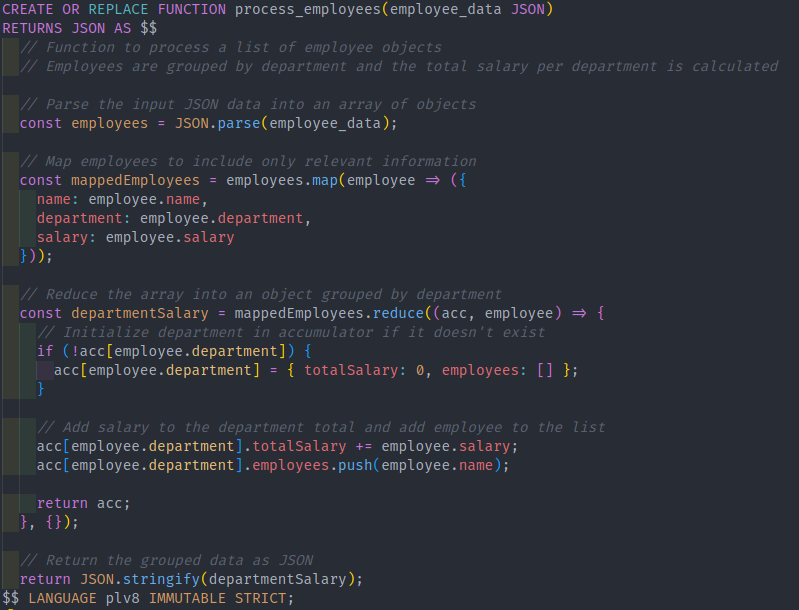 CREATE OR REPLACE FUNCTION process_employees(employee_data JSON)
RETURNS JSON AS $$
  // Function to process a list of employee objects
  // Employees are grouped by department and the total salary per department is calculated

  // Parse the input JSON data into an array of objects
  const employees = JSON.parse(employee_data);

  // Map employees to include only relevant information
  const mappedEmployees = employees.map(employee => ({
    name: employee.name,
    department: employee.department,
    salary: employee.salary
  }));

  // Reduce the array into an object grouped by department
  const departmentSalary = mappedEmployees.reduce((acc, employee) => {
    // Initialize department in accumulator if it doesn't exist
    if (!acc[employee.department]) {
      acc[employee.department] = { totalSalary: 0, employees: [] };
    }

    // Add salary to the department total and add employee to the list
    acc[employee.department].totalSalary += employee.salary;
    acc[employee.department].employees.push(employee.name);

    return acc;
  }, {});

  // Return the grouped data as JSON
  return JSON.stringify(departmentSalary);
$$ LANGUAGE plv8 IMMUTABLE STRICT;